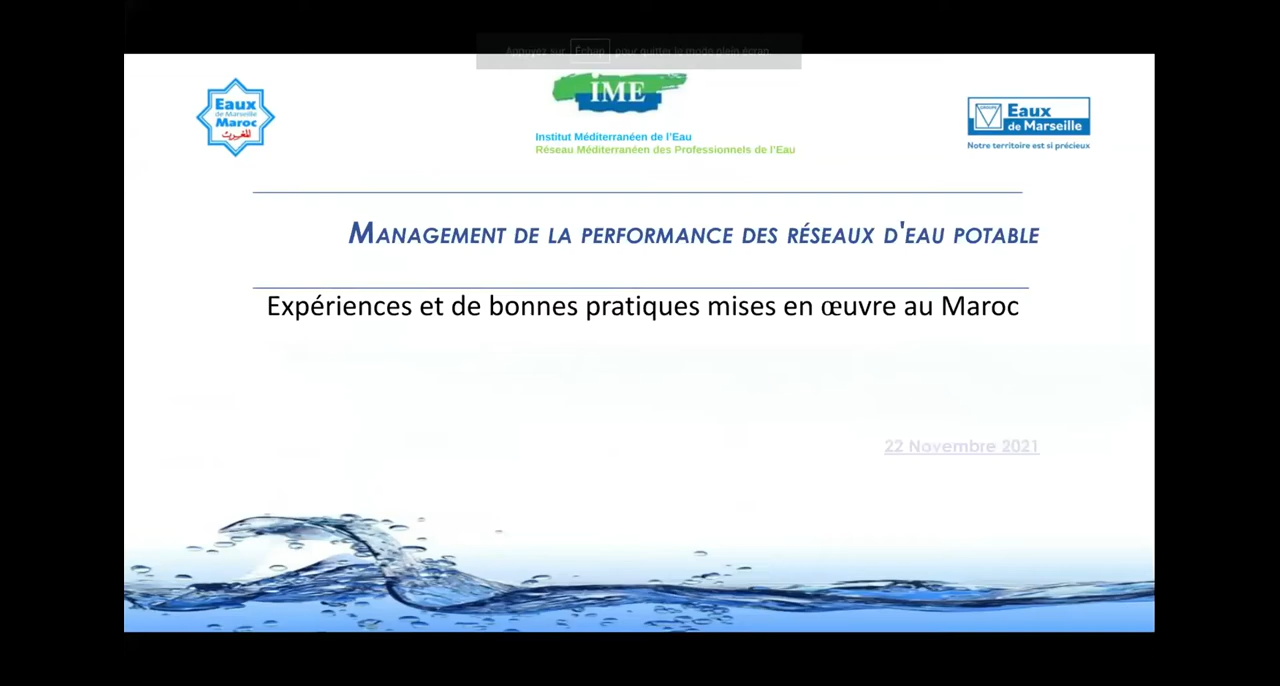 Appuyez sur Échap pour quitter le mode plein écran
Eaux
de Marseille
Maroc
المغرب
IME
Institut Méditerranéen de l'Eau
Réseau Méditerranéen des Professionnels de l'Eau
GROUPE
Eaux
de Marseille
Notre territoire est si précieux
MANAGEMENT DE LA PERFORMANCE DES RÉSEAUX D'EAU POTABLE
Expériences et de bonnes pratiques mises en œuvre au Maroc
22 Novembre 2021